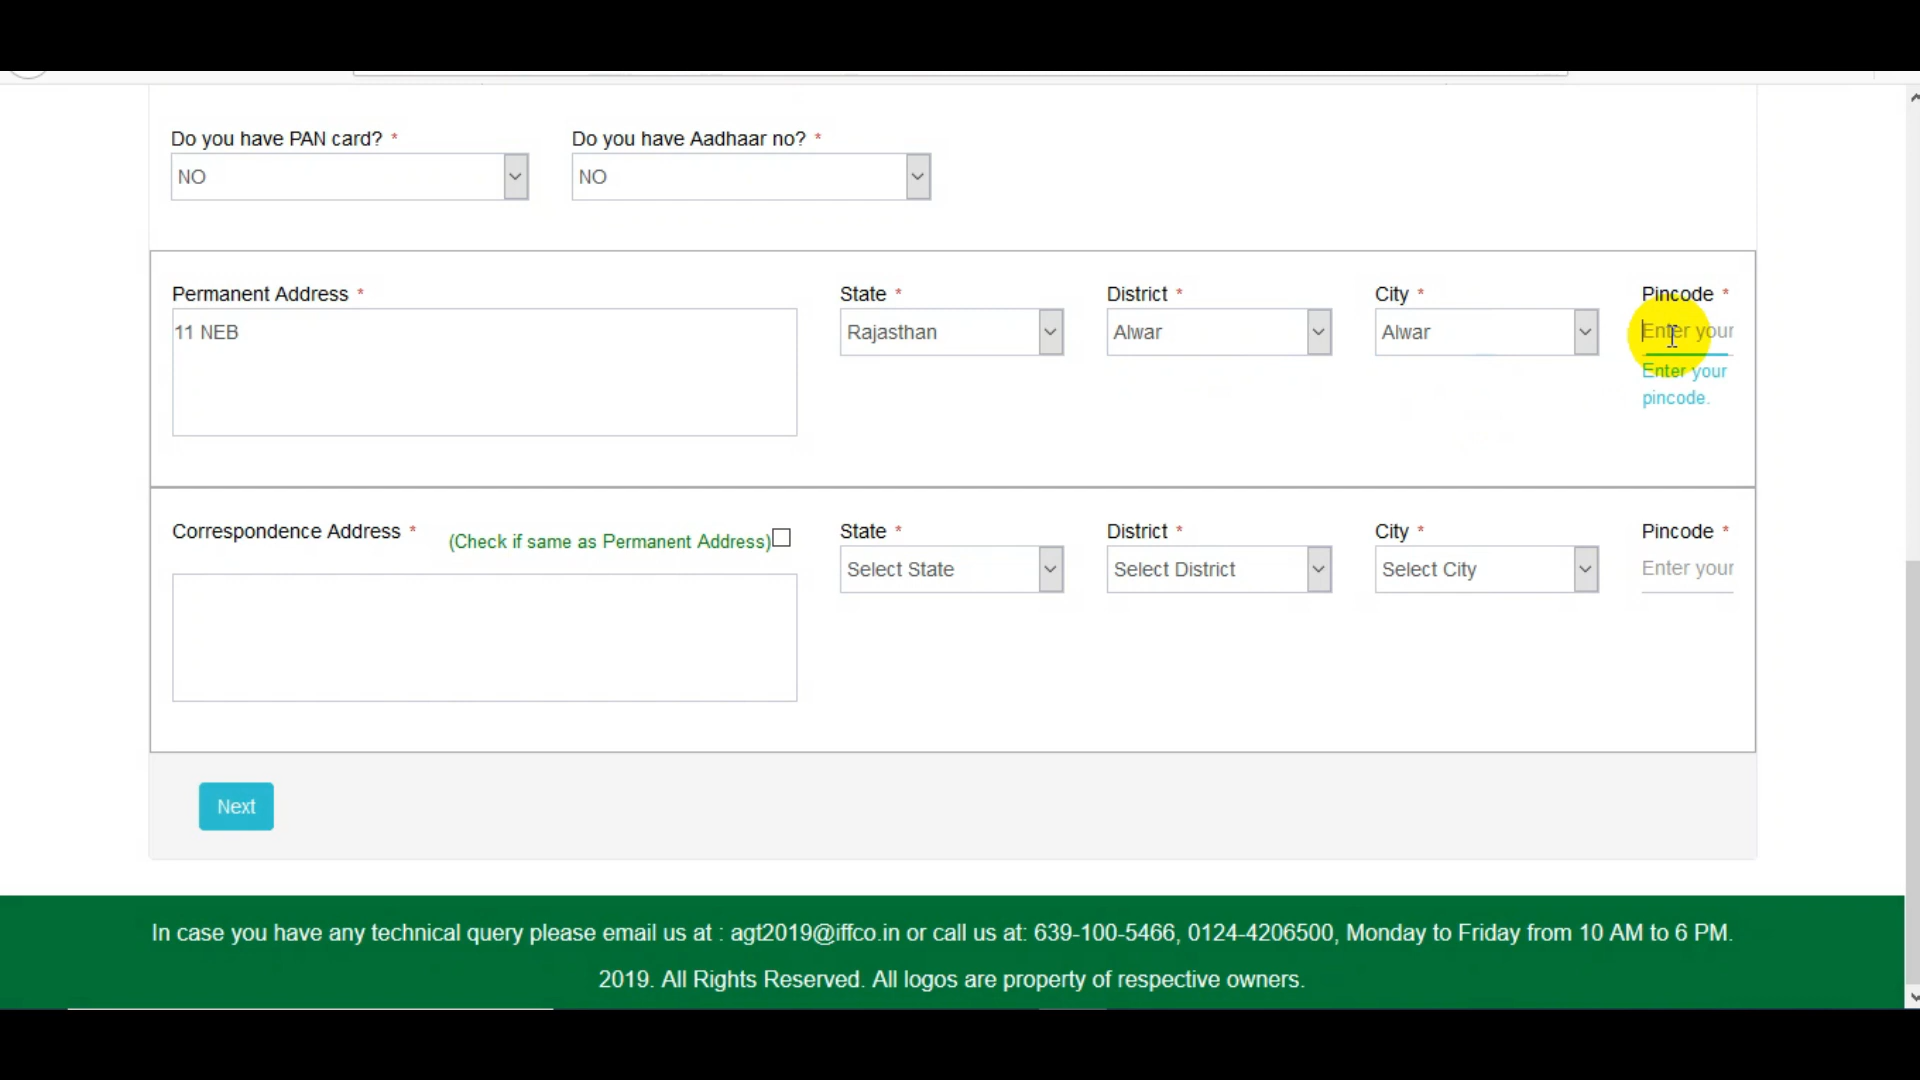 Do you have PAN card? * Do you have Aadhaar no? *
NO NO
Permanent Address * State * District * City * Pincode *
11 NEB Rajasthan Alwar Alwar Enter your
Enter your
pincode.
Correspondence Address * (Check if same as Permanent Address) State * District * City * Pincode *
Select State Select District Select City Enter your
Next
In case you have any technical query please email us at : agt2019@iffco.in or call us at: 639-100-5466, 0124-4206500, Monday to Friday from 10 AM to 6 PM.
2019. All Rights Reserved. All logos are property of respective owners.